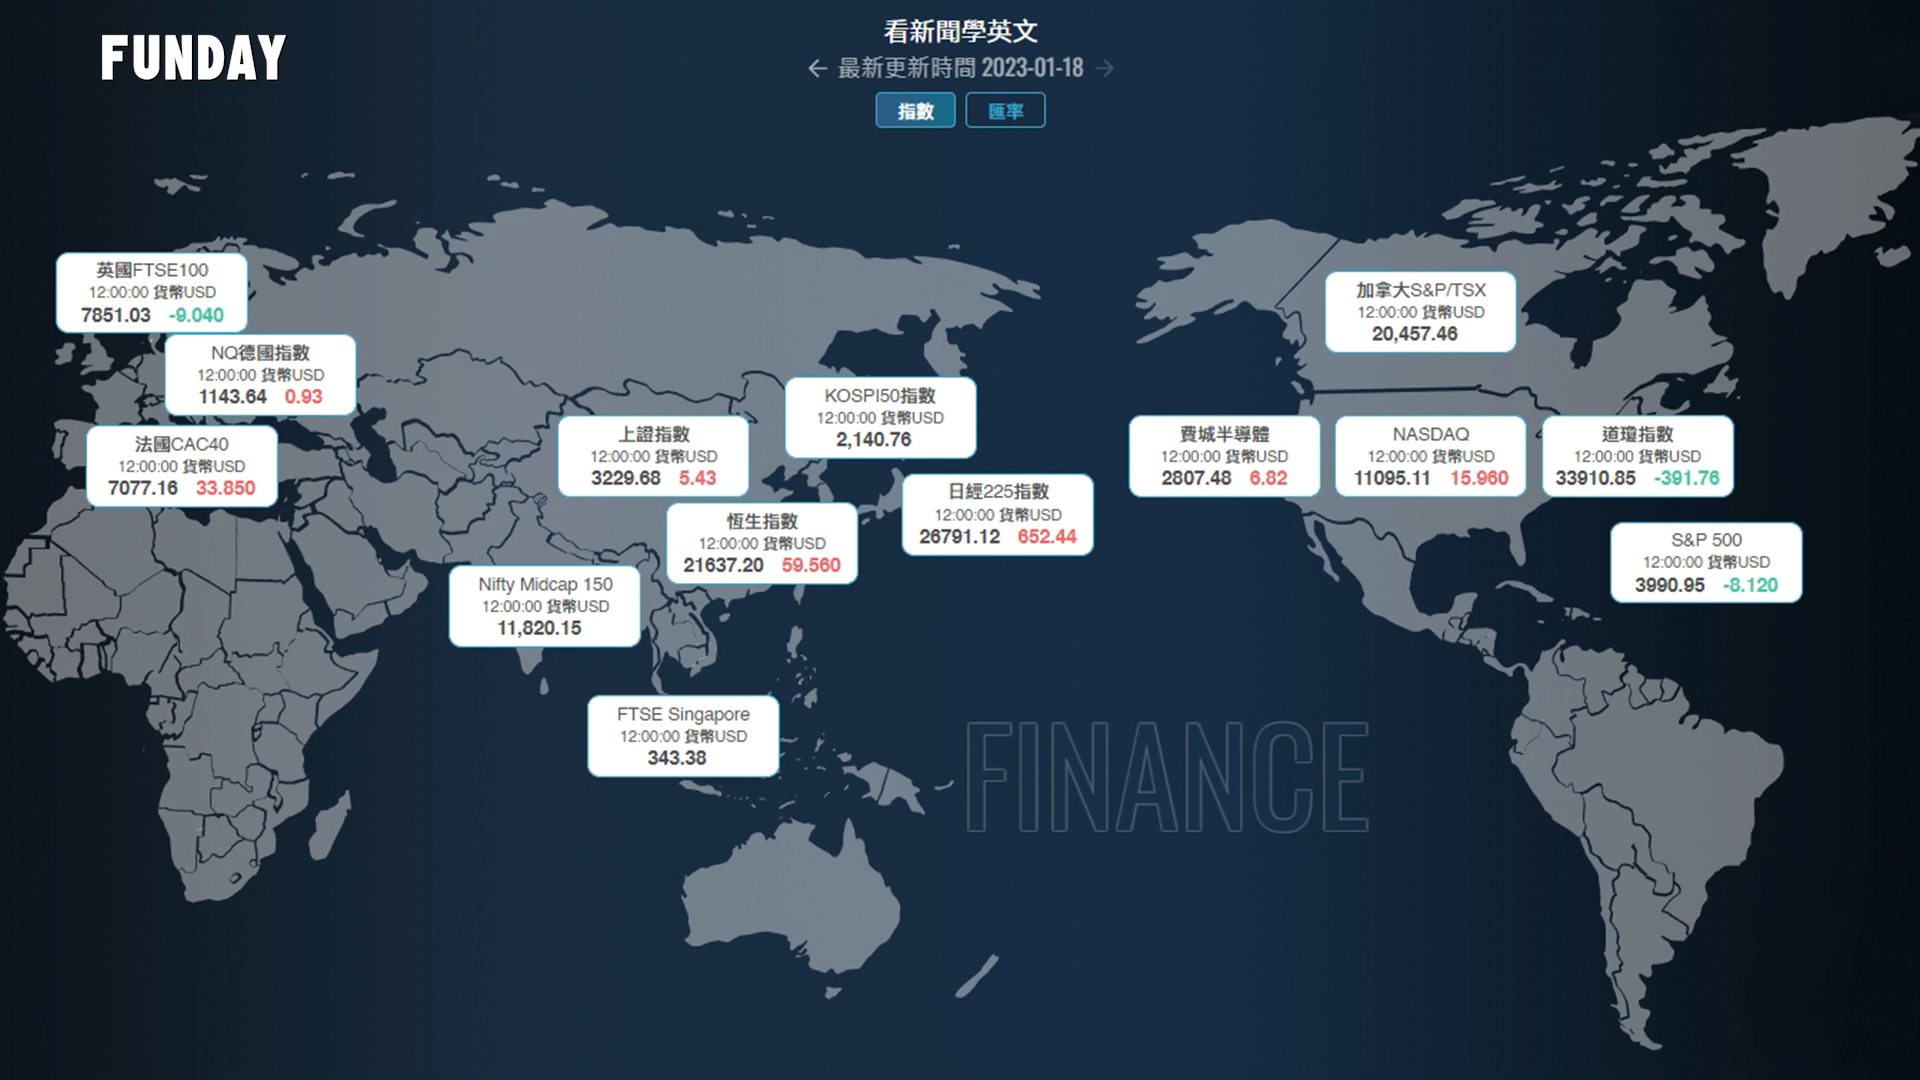 FUNDAY
看新聞學英文
← 最新更新時間 2023-01-18 →
指數 匯率
英國FTSE100
12:00:00 貨幣USD
7851.03 -9.040
NQ德國指數
12:00:00 貨幣USD
1143.64 0.93
法國CAC40
12:00:00 貨幣USD
7077.16 33.850
上證指數
12:00:00 貨幣USD
3229.68 5.43
KOSPI50指數
12:00:00 貨幣USD
2,140.76
日經225指數
12:00:00 貨幣USD
26791.12 652.44
恆生指數
12:00:00 貨幣USD
21637.20 59.560
Nifty Midcap 150
12:00:00 貨幣USD
11,820.15
FTSE Singapore
12:00:00 貨幣USD
343.38
加拿大S&P/TSX
12:00:00 貨幣USD
20,457.46
費城半導體
12:00:00 貨幣USD
2807.48 6.82
NASDAQ
12:00:00 貨幣USD
11095.11 15.960
道瓊指數
12:00:00 貨幣USD
33910.85 -391.76
S&P 500
12:00:00 貨幣USD
3990.95 -8.120
FINANCE